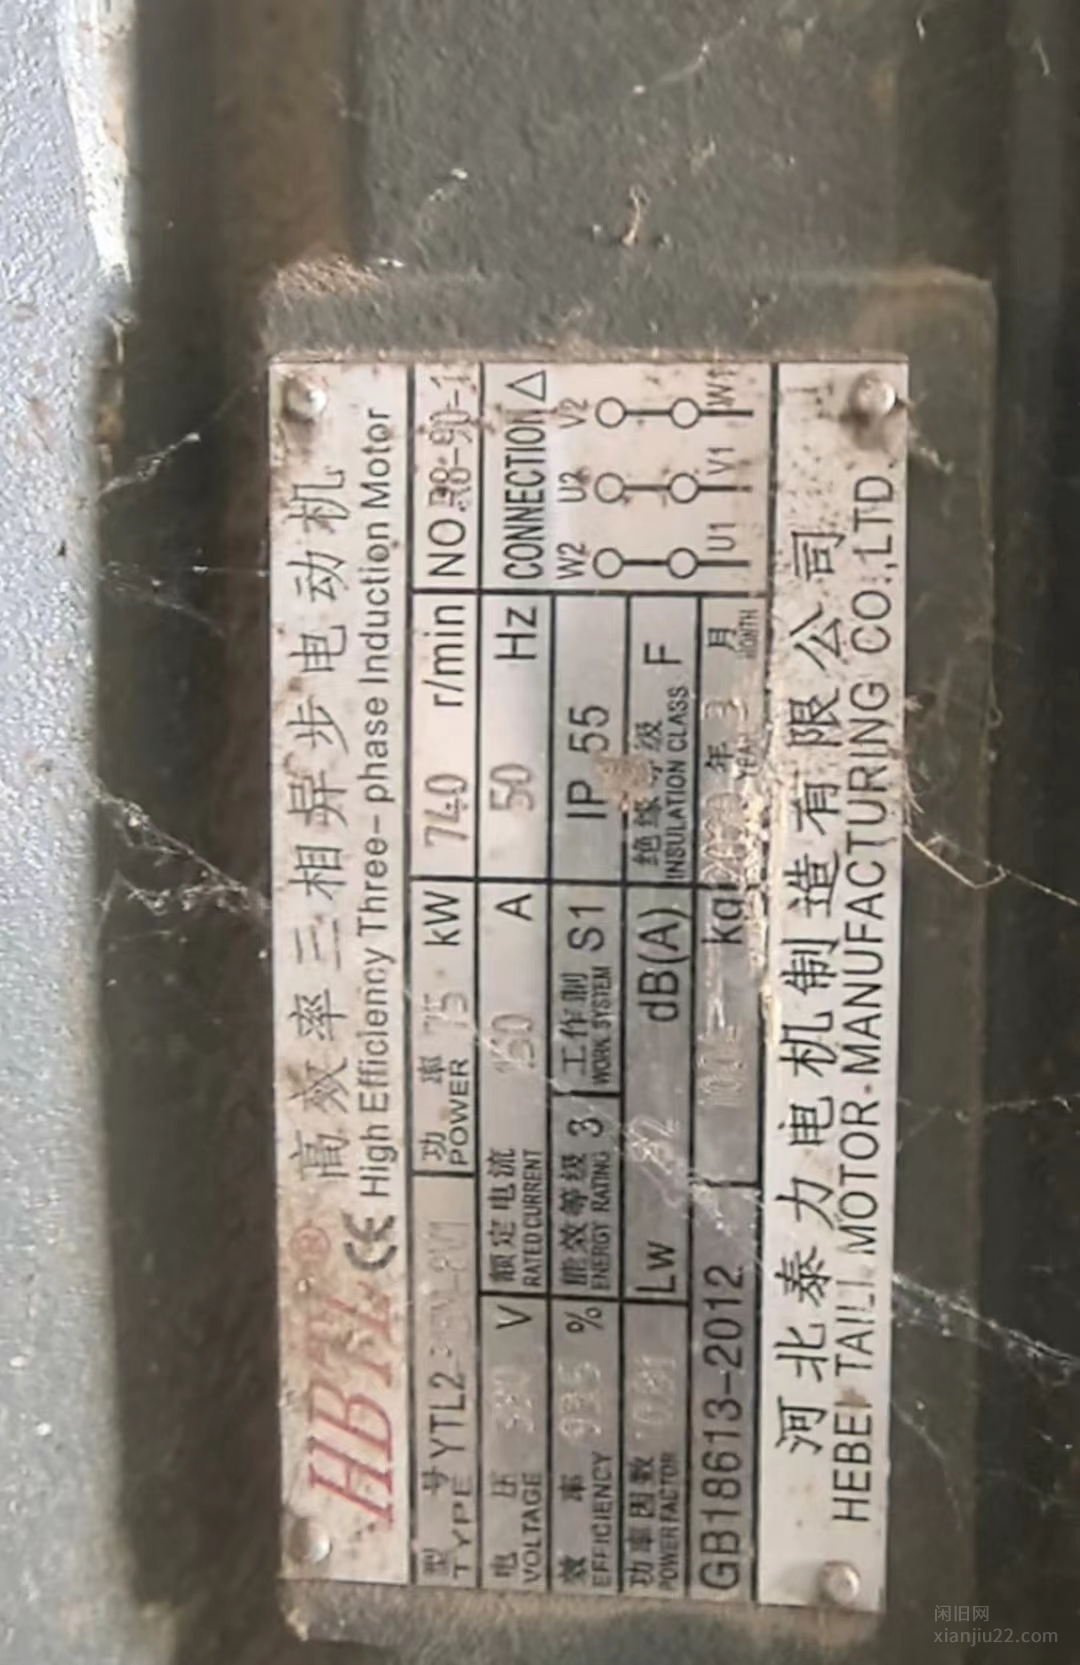 HBTL®
高效率三相异步电动机
CE High Efficiency Three-phase Induction Motor
型号 TYPE YTL2 功率 POWER 75 kW 740 r/min NO
电压 VOLTAGE V 额定电流 RATED CURRENT A 50 Hz CONNECTION △
效率 EFFICIENCY % 能效等级 ENERGY RATING 3 工作制 WORK SYSTEM S1 IP 55 W2 U2 V2
功率因数 POWER FACTOR Lw dB(A) 绝缘等级 INSULATION CLASS F
GB18613-2012 kg 年 YEAR 3 月 MONTH U1 V1 W1
河北泰力电机制造有限公司
HEBEI TAILI MOTOR-MANUFACTURING CO.,LTD
闲旧网
xianjiu22.com